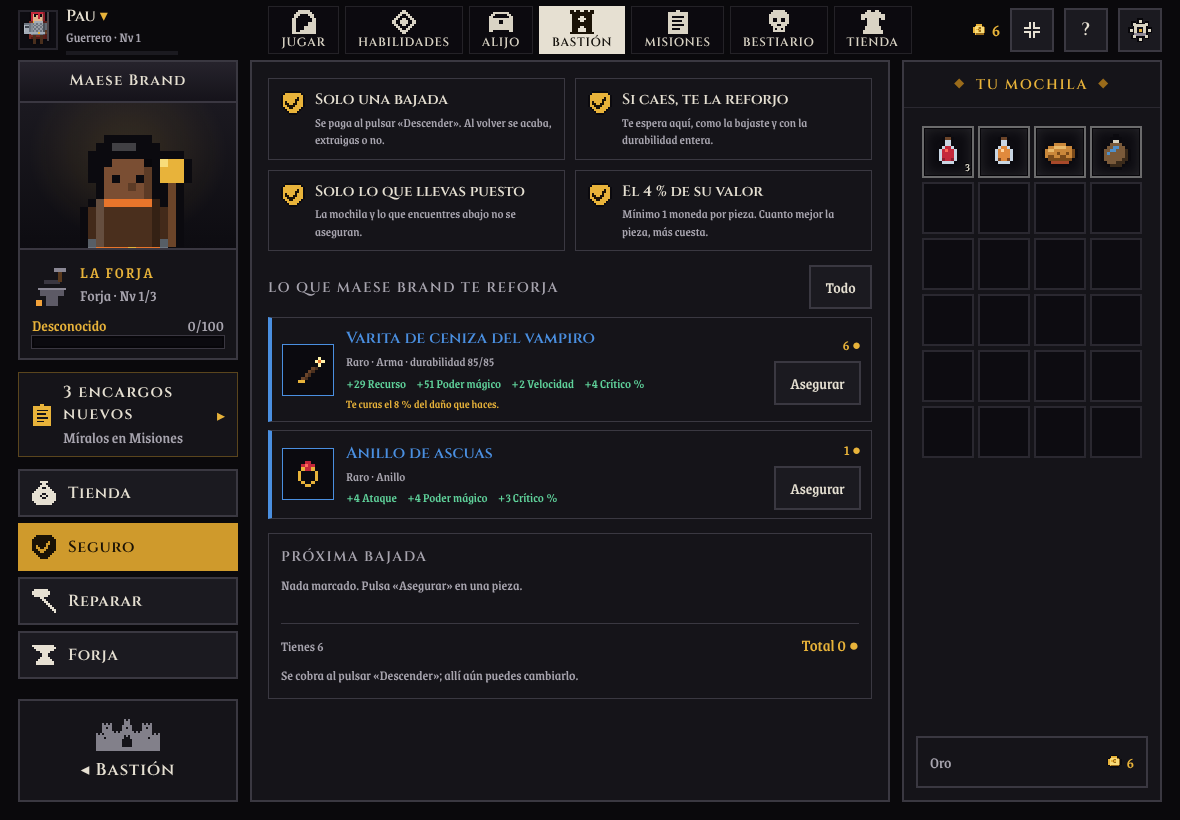 Pau ▼
Guerrero · Nv 1
JUGAR
HABILIDADES
ALIJO
BASTIÓN
MISIONES
BESTIARIO
TIENDA
6
?
Maese Brand
LA FORJA
Forja · Nv 1/3
Desconocido 0/100
3 ENCARGOS
NUEVOS
Míralos en Misiones
▶
Tienda
Seguro
Reparar
Forja
◂ Bastión
Solo una bajada
Se paga al pulsar «Descender». Al volver se acaba,
extraigas o no.
Si caes, te la reforjo
Te espera aquí, como la bajaste y con la
durabilidad entera.
Solo lo que llevas puesto
La mochila y lo que encuentres abajo no se
aseguran.
El 4 % de su valor
Mínimo 1 moneda por pieza. Cuanto mejor la
pieza, más cuesta.
LO QUE MAESE BRAND TE REFORJA
Todo
Varita de ceniza del vampiro
Raro · Arma · durabilidad 85/85
+29 Recurso +51 Poder mágico +2 Velocidad +4 Crítico %
Te curas el 8 % del daño que haces.
6 ●
Asegurar
Anillo de ascuas
Raro · Anillo
+4 Ataque +4 Poder mágico +3 Crítico %
1 ●
Asegurar
PRÓXIMA BAJADA
Nada marcado. Pulsa «Asegurar» en una pieza.
Tienes 6
Total 0 ●
Se cobra al pulsar «Descender»; allí aún puedes cambiarlo.
◆ TU MOCHILA ◆
3
Oro
6